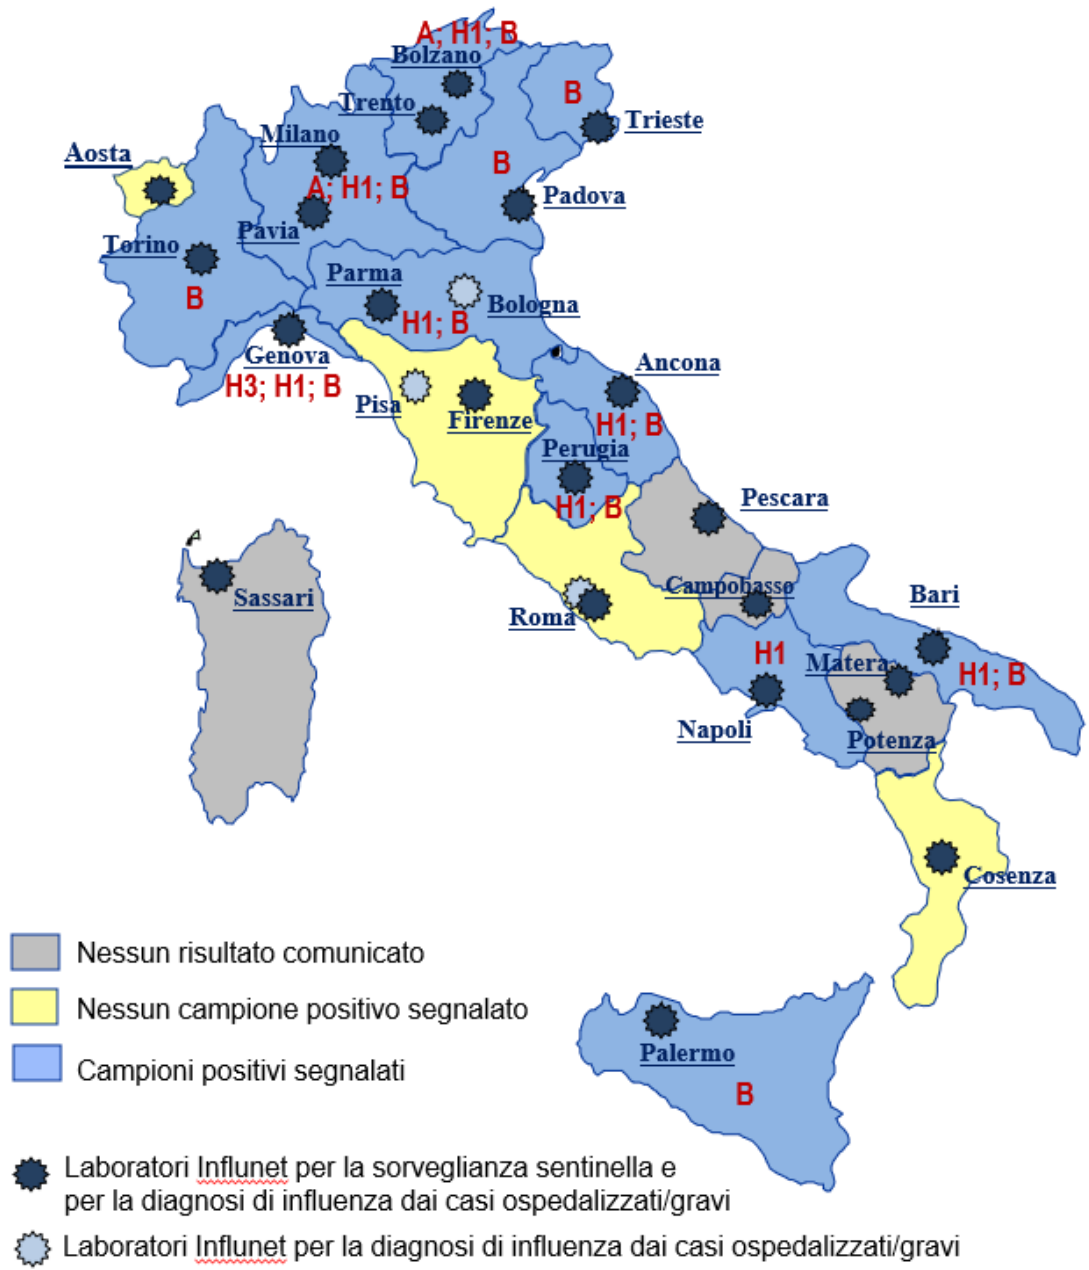 A; H1; B
Bolzano
Trento
B
Trieste
Milano
Aosta
B
A; H1; B
Padova
Pavia
Torino
Parma
B
Bologna
H1; B
Genova
H3; H1; B
Ancona
Pisa
Firenze
H1; B
Perugia
H1; B
Pescara
Campobasso
Sassari
Roma
Bari
H1
Matera
H1; B
Napoli
Potenza
Cosenza
Nessun risultato comunicato
Nessun campione positivo segnalato
Campioni positivi segnalati
Palermo
B
Laboratori Influnet per la sorveglianza sentinella e
per la diagnosi di influenza dai casi ospedalizzati/gravi
Laboratori Influnet per la diagnosi di influenza dai casi ospedalizzati/gravi